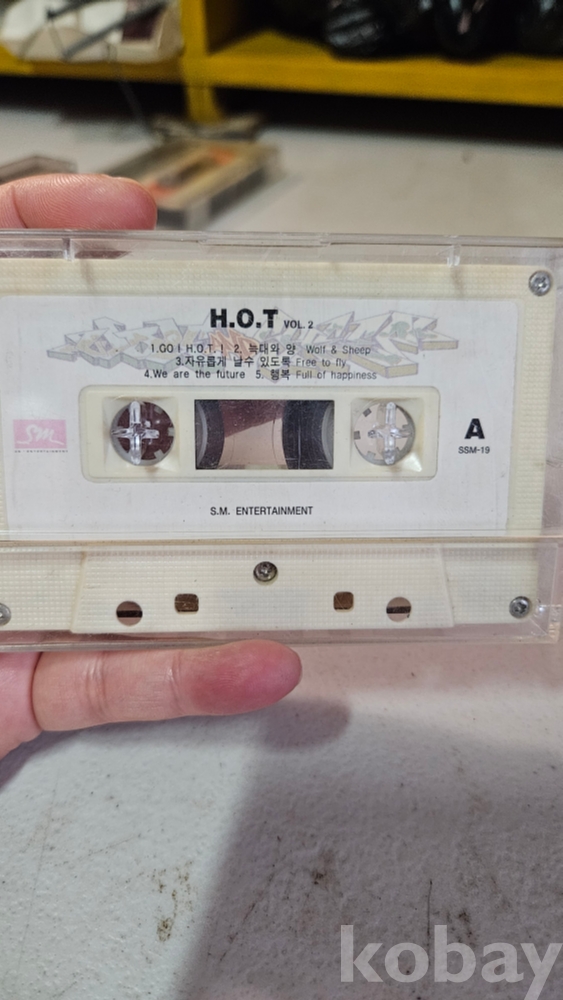 H.O.T VOL. 2
1.GO ! H.O.T. ! 2. 늑대와 양 Wolf & Sheep
3.자유롭게 날수 있도록 Free to fly
4.We are the future 5. 행복 Full of happiness
A
SSM-19
SM
S.M. ENTERTAINMENT
kobay